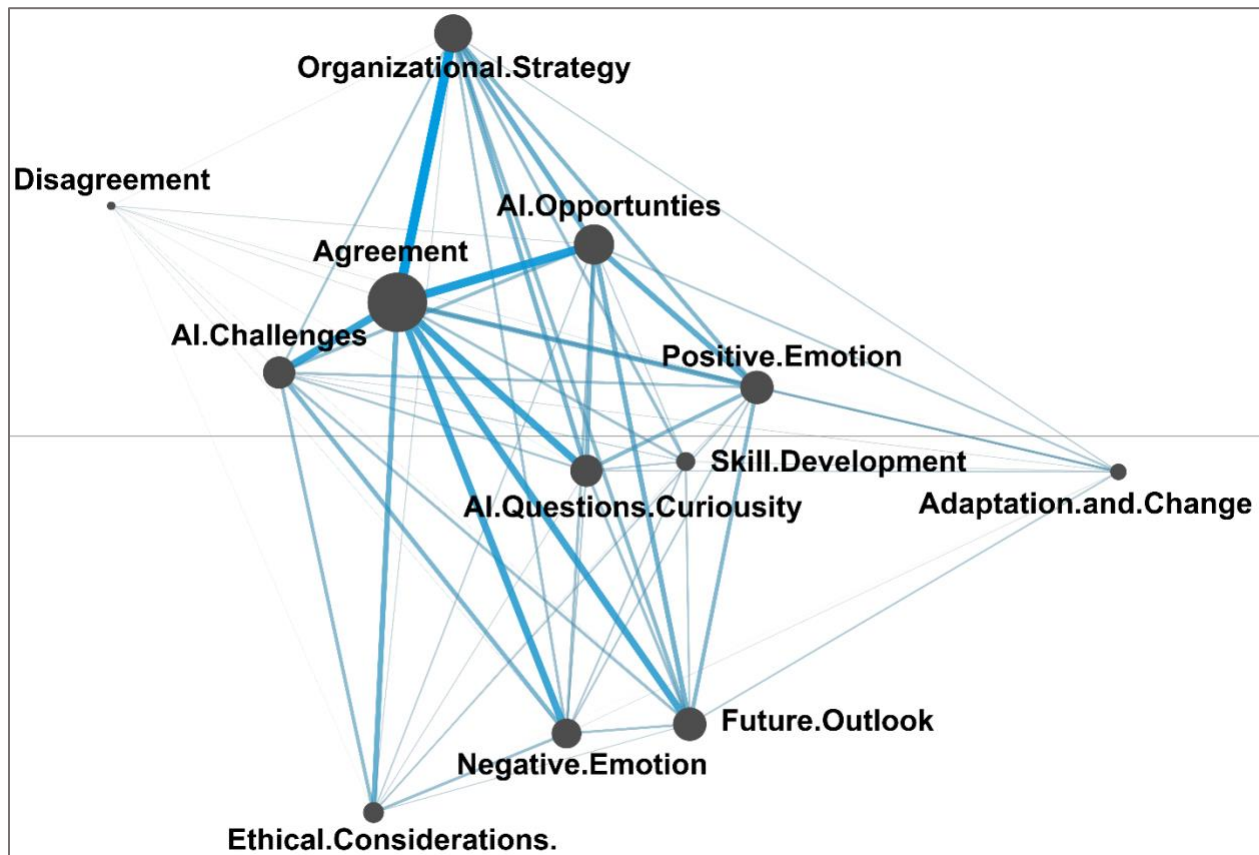 Organizational.Strategy
Disagreement
AI.Opportunties
Agreement
AI.Challenges
Positive.Emotion
Skill.Development
AI.Questions.Curiousity
Adaptation.and.Change
Future.Outlook
Negative.Emotion
Ethical.Considerations.